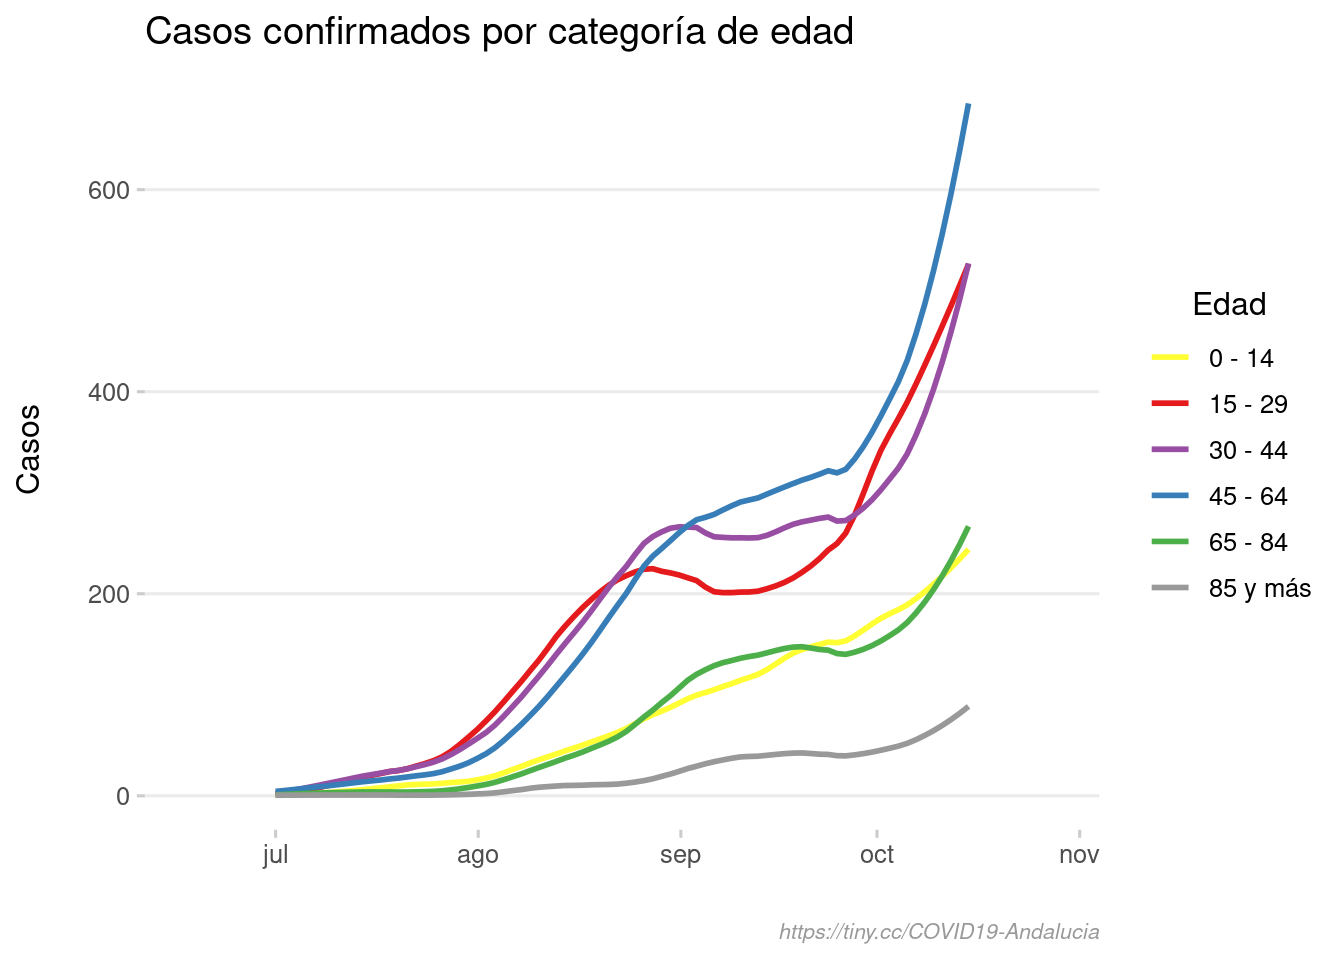 Casos confirmados por categoría de edad
Casos
600
400
200
0
jul ago sep oct nov
Edad
0 - 14
15 - 29
30 - 44
45 - 64
65 - 84
85 y más
https://tiny.cc/COVID19-Andalucia